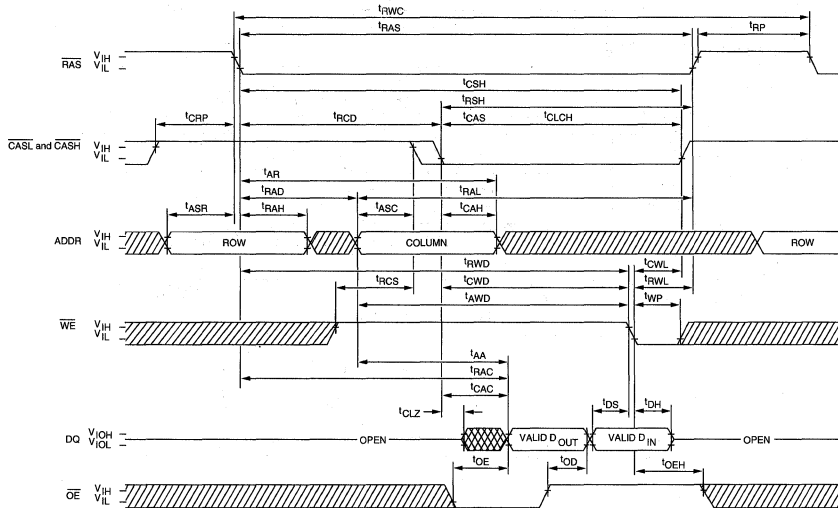 tRWC
tRAS
tRP
RAS
VIH
VIL
tCSH
tRSH
tCRP
tRCD
tCAS
tCLCH
CASL and CASH
VIH
VIL
tAR
tRAD
tRAL
tASR
tRAH
tASC
tCAH
ADDR
VIH
VIL
ROW
COLUMN
ROW
tRWD
tCWL
tRCS
tCWD
tRWL
tAWD
tWP
WE
VIH
VIL
tAA
tRAC
tCAC
tCLZ
tDS
tDH
DQ
VIOH
VIOL
OPEN
VALID DOUT
VALID DIN
OPEN
tOE
tOD
tOEH
OE
VIH
VIL